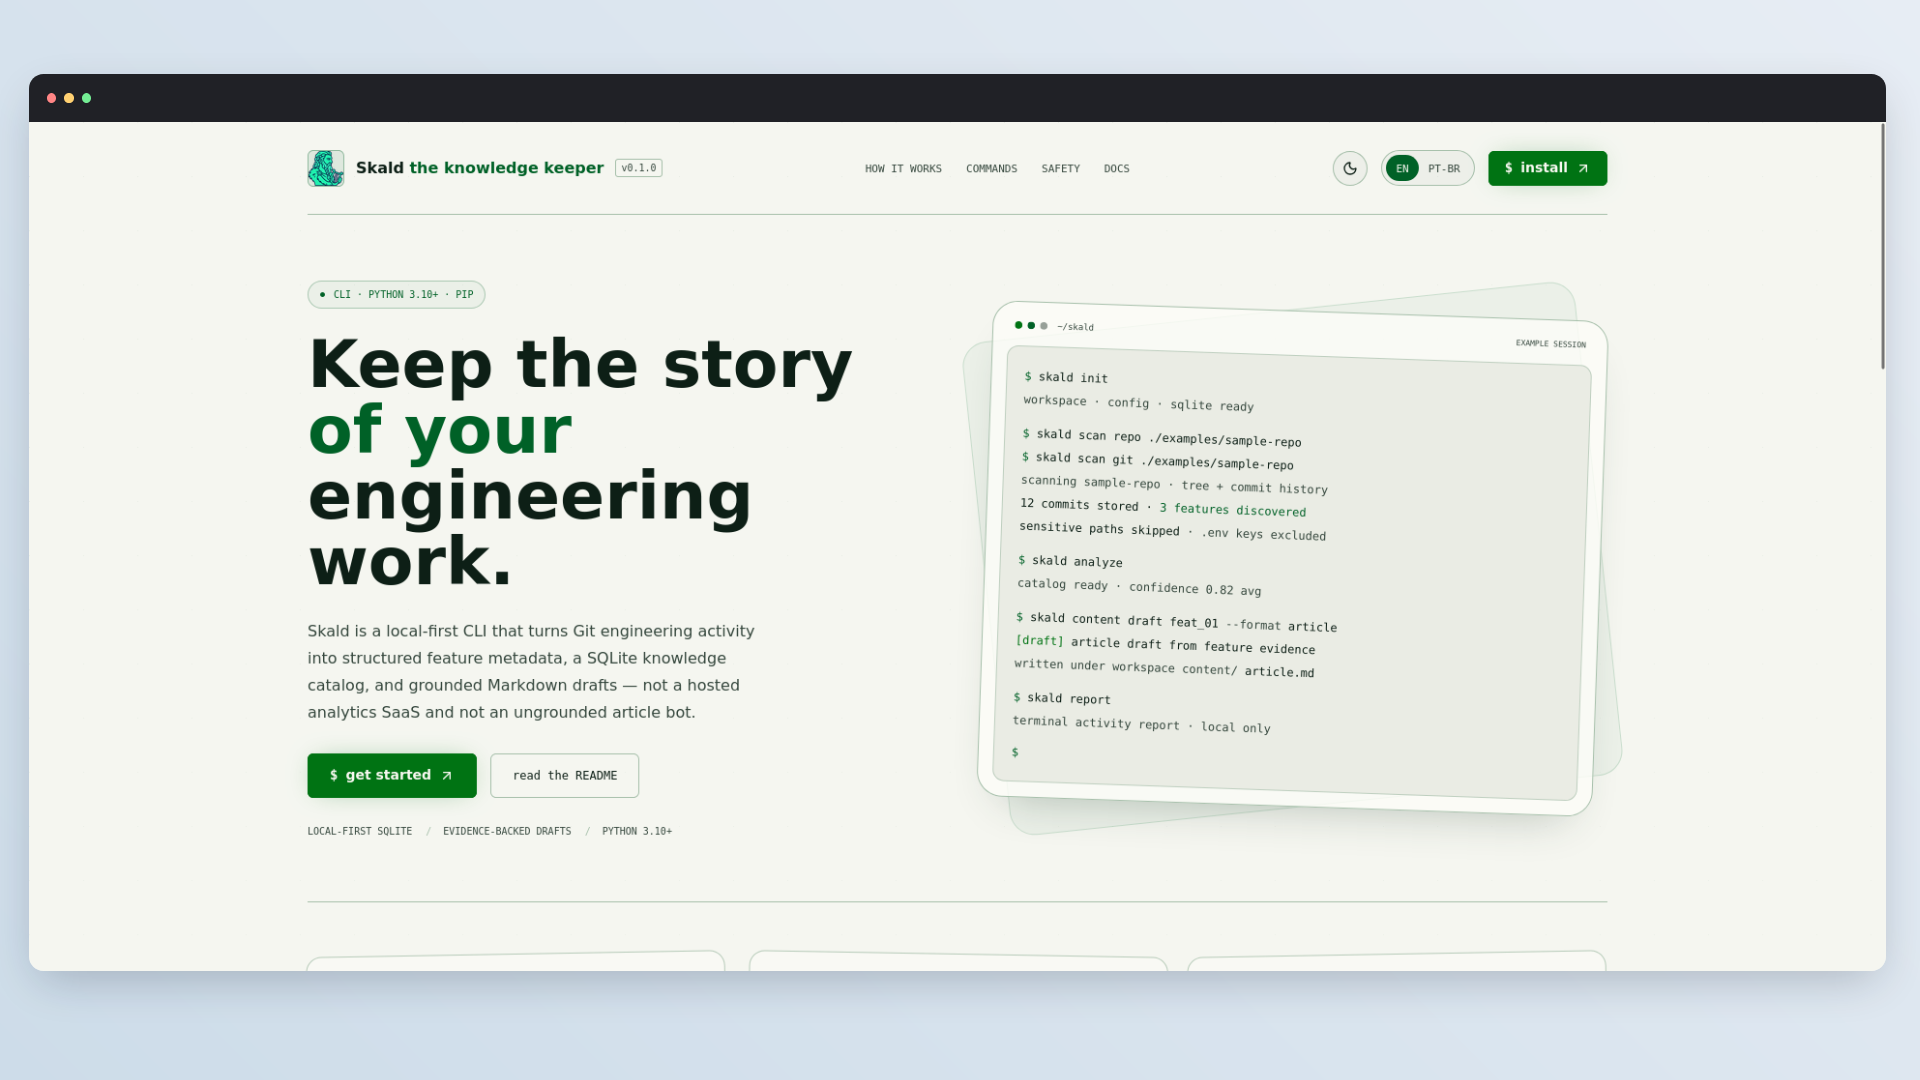 Skald the knowledge keeper v0.1.0
HOW IT WORKS COMMANDS SAFETY DOCS
EN PT-BR
$ install
CLI · PYTHON 3.10+ · PIP
Keep the story
of your
engineering
work.
Skald is a local-first CLI that turns Git engineering activity
into structured feature metadata, a SQLite knowledge
catalog, and grounded Markdown drafts — not a hosted
analytics SaaS and not an ungrounded article bot.
$ get started
read the README
LOCAL-FIRST SQLITE / EVIDENCE-BACKED DRAFTS / PYTHON 3.10+
~/skald
EXAMPLE SESSION
$ skald init
workspace · config · sqlite ready
$ skald scan repo ./examples/sample-repo
$ skald scan git ./examples/sample-repo
scanning sample-repo · tree + commit history
12 commits stored · 3 features discovered
sensitive paths skipped · .env keys excluded
$ skald analyze
catalog ready · confidence 0.82 avg
$ skald content draft feat_01 --format article
[draft] article draft from feature evidence
written under workspace content/ article.md
$ skald report
terminal activity report · local only
$